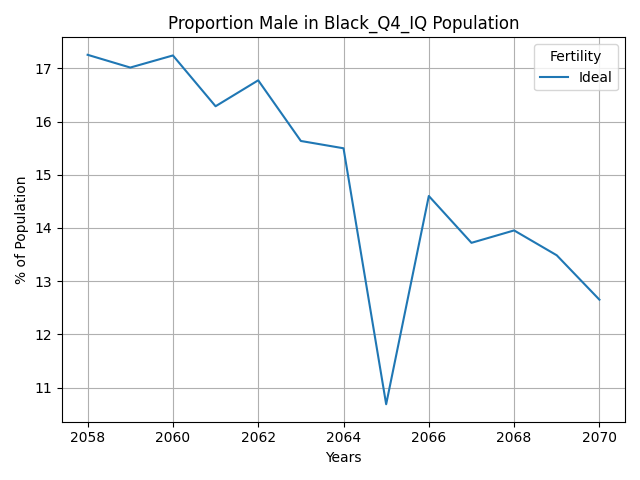 Proportion Male in Black_Q4_IQ Population
Fertility
Ideal
% of Population
17
16
15
14
13
12
11
2058
2060
2062
2064
2066
2068
2070
Years